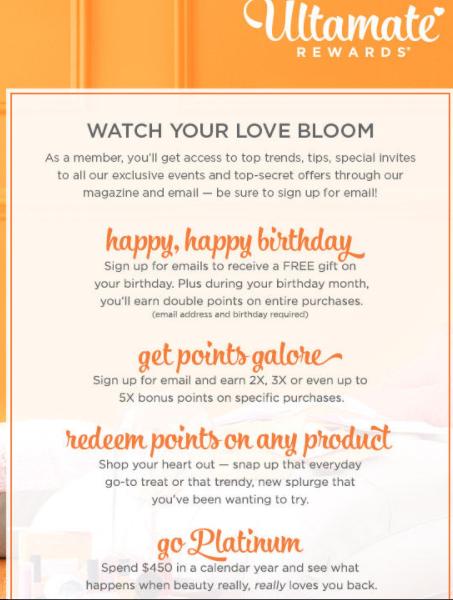 Ultamate
REWARDS*
WATCH YOUR LOVE BLOOM
As a member, you'll get access to top trends, tips, special invites
to all our exclusive events and top-secret offers through our
magazine and email — be sure to sign up for email!
happy, happy birthday
Sign up for emails to receive a FREE gift on
your birthday. Plus during your birthday month,
you'll earn double points on entire purchases.
(email address and birthday required)
get points galore
Sign up for email and earn 2X, 3X or even up to
5X bonus points on specific purchases.
redeem points on any product
Shop your heart out — snap up that everyday
go-to treat or that trendy, new splurge that
you've been wanting to try.
go Platinum
Spend $450 in a calendar year and see what
happens when beauty really, really loves you back.